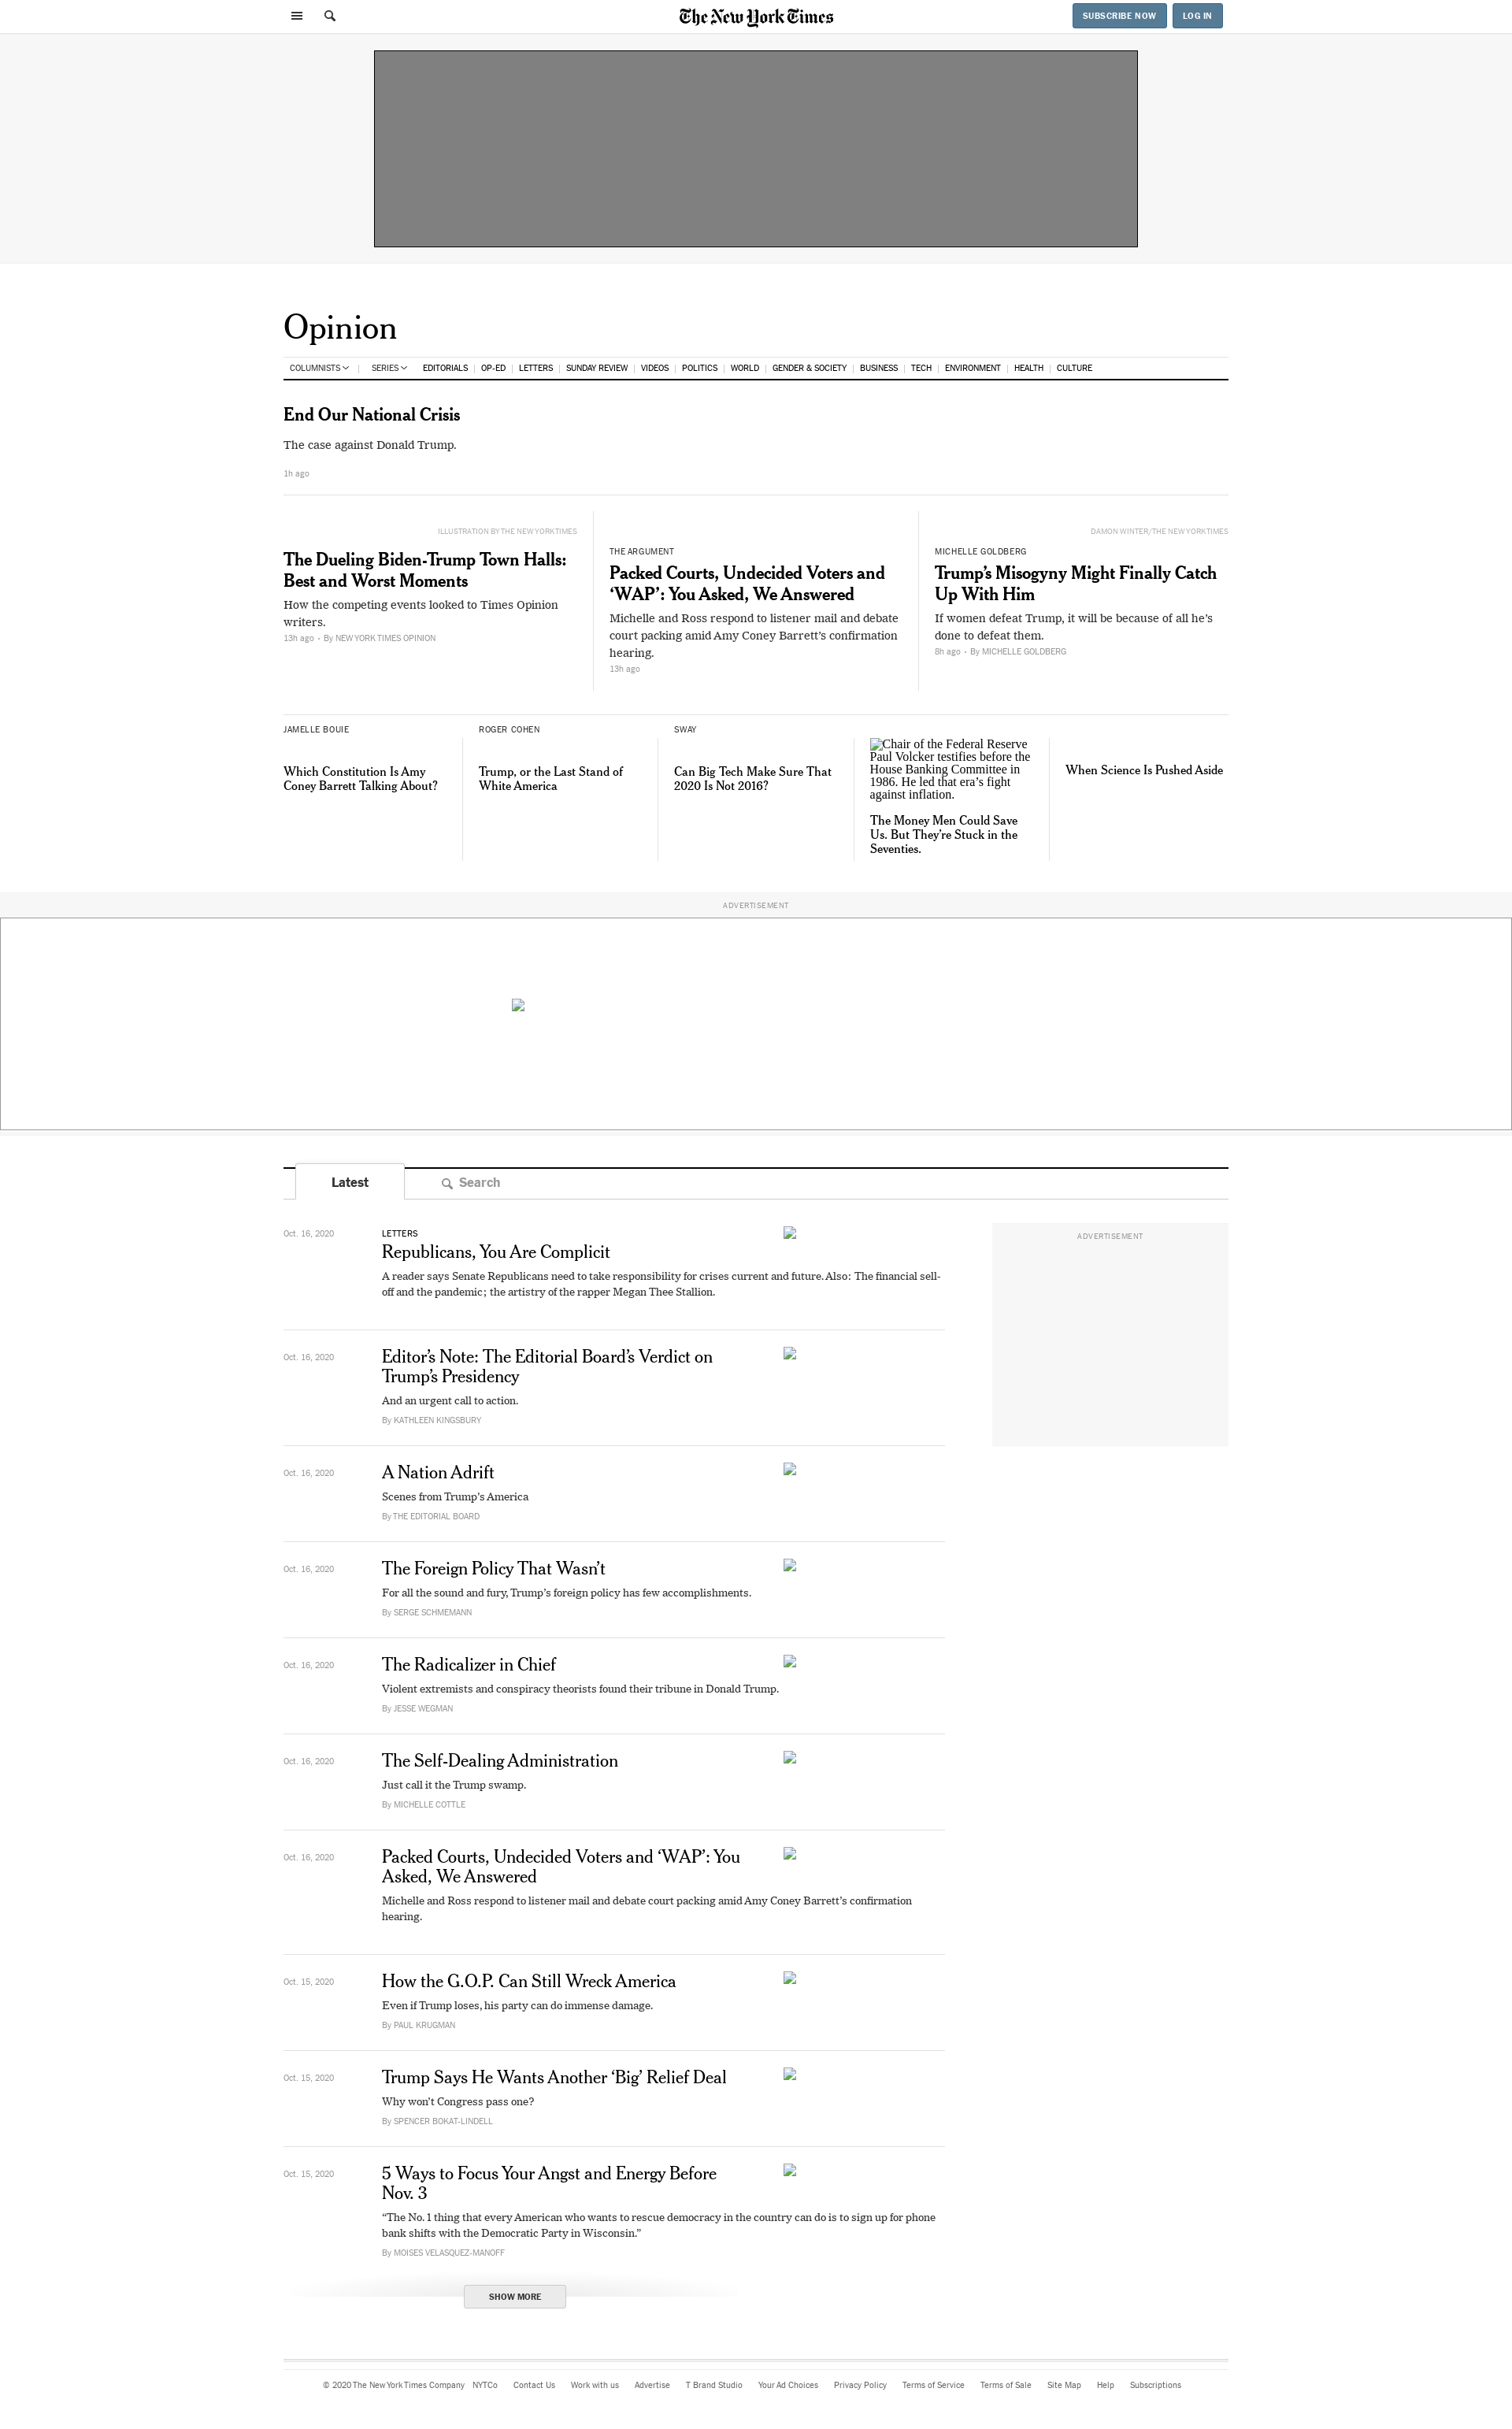 The New York Times
SUBSCRIBE NOW
LOG IN
Opinion
COLUMNISTS
SERIES
EDITORIALS
OP-ED
LETTERS
SUNDAY REVIEW
VIDEOS
POLITICS
WORLD
GENDER & SOCIETY
BUSINESS
TECH
ENVIRONMENT
HEALTH
CULTURE
End Our National Crisis
The case against Donald Trump.
1h ago
ILLUSTRATION BY THE NEW YORK TIMES
The Dueling Biden-Trump Town Halls:
Best and Worst Moments
How the competing events looked to Times Opinion
writers.
13h ago • By NEW YORK TIMES OPINION
THE ARGUMENT
Packed Courts, Undecided Voters and
‘WAP’: You Asked, We Answered
Michelle and Ross respond to listener mail and debate
court packing amid Amy Coney Barrett’s confirmation
hearing.
13h ago
DAMON WINTER/THE NEW YORK TIMES
MICHELLE GOLDBERG
Trump’s Misogyny Might Finally Catch
Up With Him
If women defeat Trump, it will be because of all he’s
done to defeat them.
8h ago • By MICHELLE GOLDBERG
JAMELLE BOUIE
Which Constitution Is Amy
Coney Barrett Talking About?
ROGER COHEN
Trump, or the Last Stand of
White America
SWAY
Can Big Tech Make Sure That
2020 Is Not 2016?
Chair of the Federal Reserve
Paul Volcker testifies before the
House Banking Committee in
1986. He led that era’s fight
against inflation.
The Money Men Could Save
Us. But They’re Stuck in the
Seventies.
When Science Is Pushed Aside
ADVERTISEMENT
Latest
Search
Oct. 16, 2020
LETTERS
Republicans, You Are Complicit
A reader says Senate Republicans need to take responsibility for crises current and future. Also: The financial sell-
off and the pandemic; the artistry of the rapper Megan Thee Stallion.
ADVERTISEMENT
Oct. 16, 2020
Editor’s Note: The Editorial Board’s Verdict on
Trump’s Presidency
And an urgent call to action.
By KATHLEEN KINGSBURY
Oct. 16, 2020
A Nation Adrift
Scenes from Trump’s America
By THE EDITORIAL BOARD
Oct. 16, 2020
The Foreign Policy That Wasn’t
For all the sound and fury, Trump’s foreign policy has few accomplishments.
By SERGE SCHMEMANN
Oct. 16, 2020
The Radicalizer in Chief
Violent extremists and conspiracy theorists found their tribune in Donald Trump.
By JESSE WEGMAN
Oct. 16, 2020
The Self-Dealing Administration
Just call it the Trump swamp.
By MICHELLE COTTLE
Oct. 16, 2020
Packed Courts, Undecided Voters and ‘WAP’: You
Asked, We Answered
Michelle and Ross respond to listener mail and debate court packing amid Amy Coney Barrett’s confirmation
hearing.
Oct. 15, 2020
How the G.O.P. Can Still Wreck America
Even if Trump loses, his party can do immense damage.
By PAUL KRUGMAN
Oct. 15, 2020
Trump Says He Wants Another ‘Big’ Relief Deal
Why won’t Congress pass one?
By SPENCER BOKAT-LINDELL
Oct. 15, 2020
5 Ways to Focus Your Angst and Energy Before
Nov. 3
“The No. 1 thing that every American who wants to rescue democracy in the country can do is to sign up for phone
bank shifts with the Democratic Party in Wisconsin.”
By MOISES VELASQUEZ-MANOFF
SHOW MORE
© 2020 The New York Times Company NYTCo Contact Us Work with us Advertise T Brand Studio Your Ad Choices Privacy Policy Terms of Service Terms of Sale Site Map Help Subscriptions